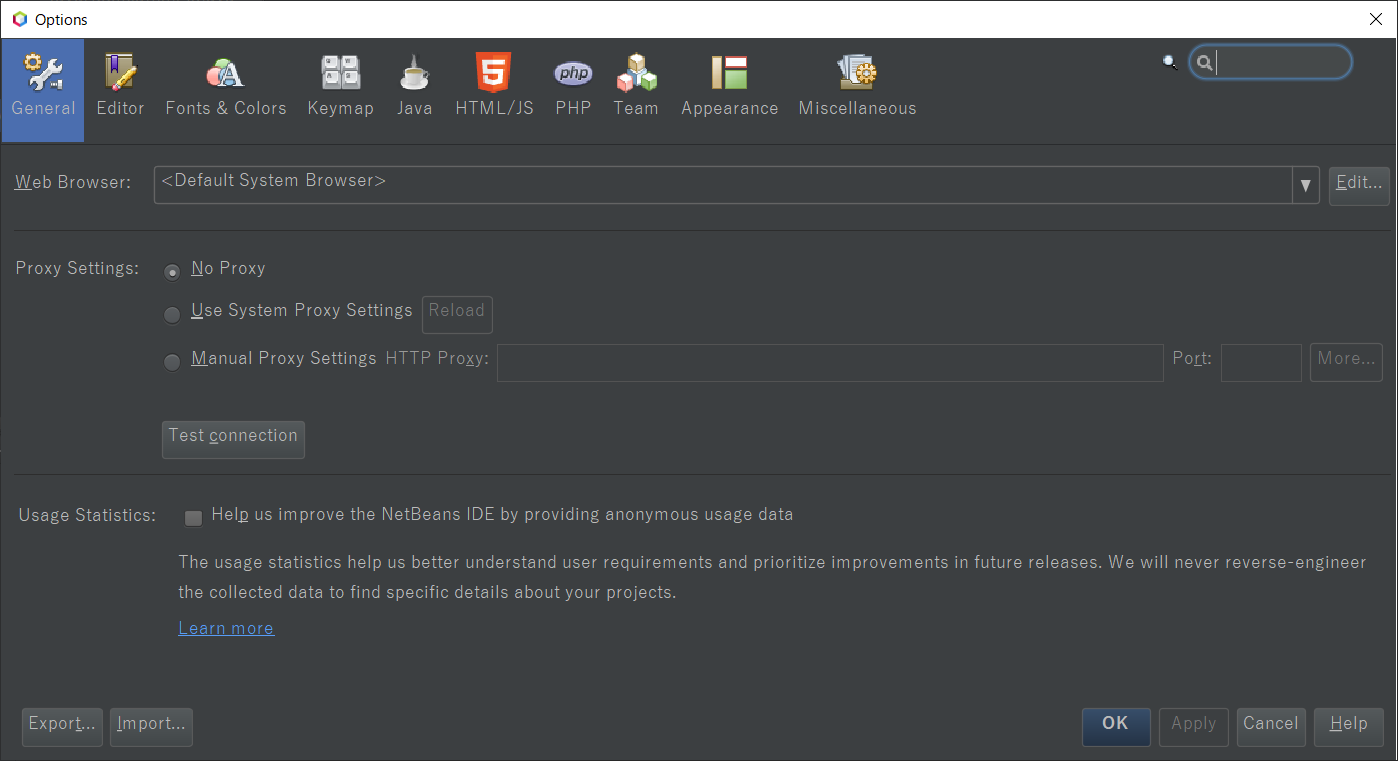 Options
General
Editor
Fonts & Colors
Keymap
Java
HTML/JS
php
PHP
Team
Appearance
Miscellaneous
Web Browser: <Default System Browser> Edit...
Proxy Settings: No Proxy
Use System Proxy Settings Reload
Manual Proxy Settings HTTP Proxy: Port: More...
Test connection
Usage Statistics: Help us improve the NetBeans IDE by providing anonymous usage data
The usage statistics help us better understand user requirements and prioritize improvements in future releases. We will never reverse-engineer
the collected data to find specific details about your projects.
Learn more
Export... Import... OK Apply Cancel Help